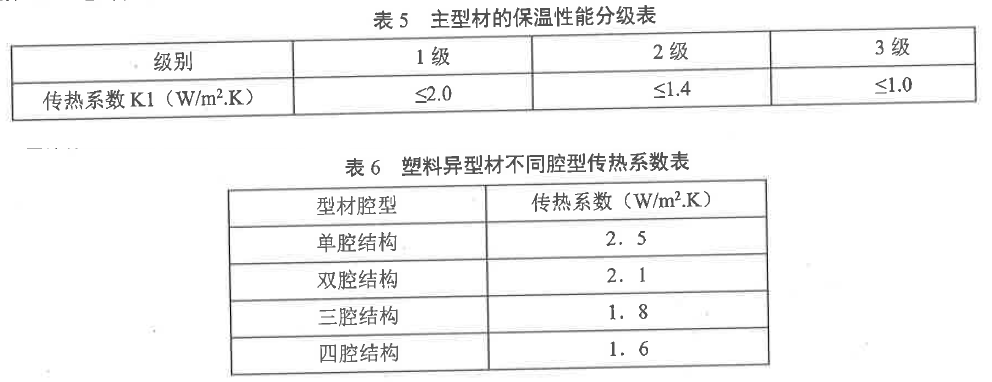 表 5 主型材的保温性能分级表
级别 1 级 2 级 3 级
传热系数 K1（W/m².K） ≤2.0 ≤1.4 ≤1.0
表 6 塑料异型材不同腔型传热系数表
型材腔型 传热系数（W/m².K）
单腔结构 2．5
双腔结构 2．1
三腔结构 1．8
四腔结构 1．6